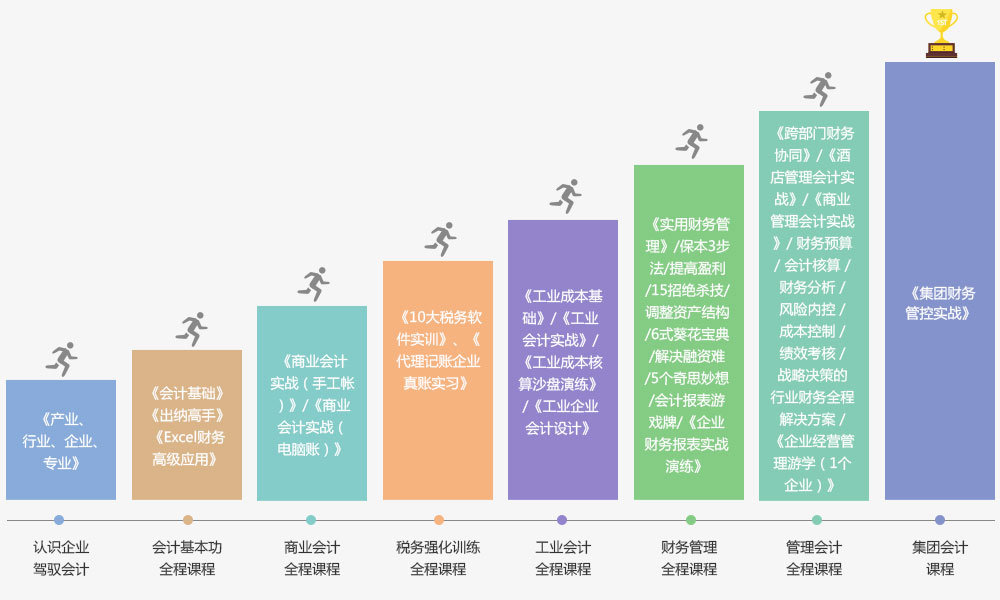 《产业、
行业、企业、
专业》
《会计基础》
《出纳高手》
《Excel财务
高级应用》
《商业会计
实战（手工帐
）》/《商业
会计实战（
电脑账）》
《10大税务软
件实训》、《
代理记账企业
真账实习》
《工业成本基
础》/《工业
会计实战》/
《工业成本核
算沙盘演练》
/《工业企业
会计设计》
《实用财务管
理》/保本3步
法/提高盈利
/15招绝杀技/
调整资产结构
/6式葵花宝典
/解决融资难
/5个奇思妙想
/会计报表游
戏牌/《企业
财务报表实战
演练》
《跨部门财务
协同》/《酒
店管理会计实
战》/《商业
管理会计实战
》/ 财务预算
/ 会计核算 /
财务分析 /
风险内控 /
成本控制 /
绩效考核 /
战略决策的
行业财务全程
解决方案 /
《企业经营管
理游学（1个
企业）》
《集团财务
管控实战》
认识企业
驾驭会计
会计基本功
全程课程
商业会计
全程课程
税务强化训练
全程课程
工业会计
全程课程
财务管理
全程课程
管理会计
全程课程
集团会计
课程